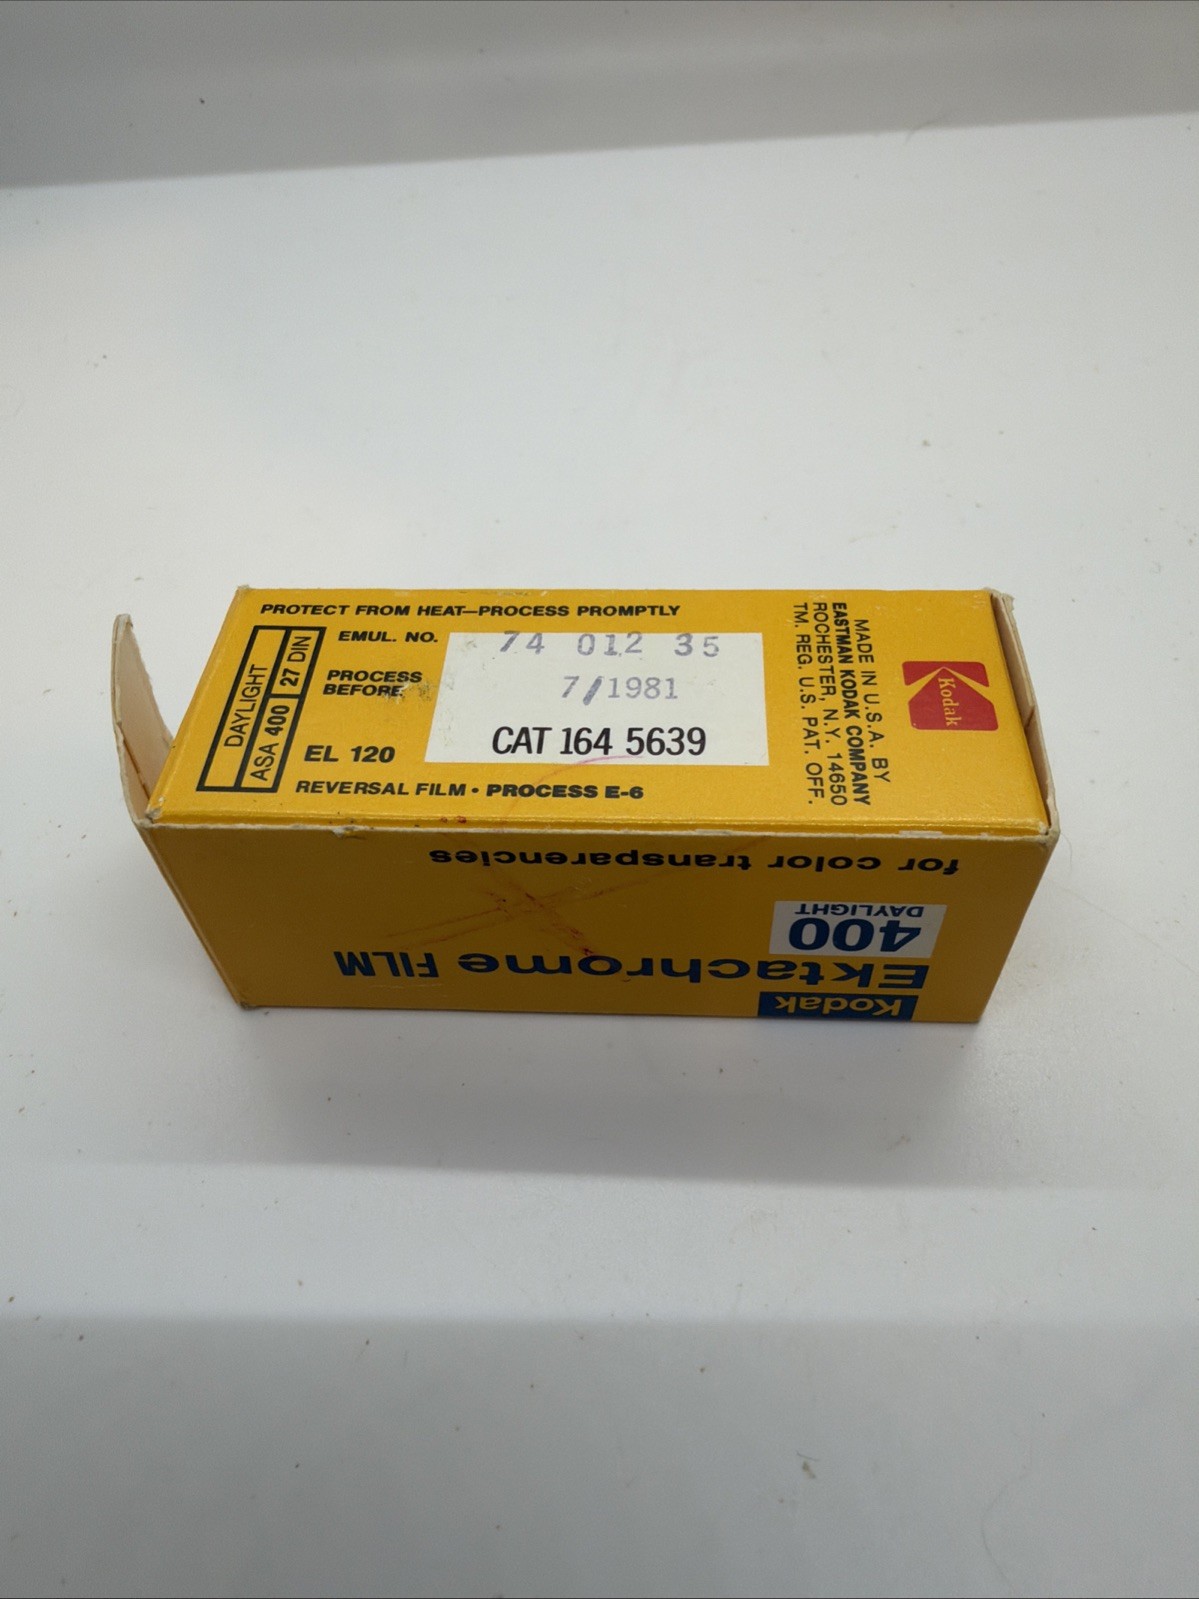 PROTECT FROM HEAT—PROCESS PROMPTLY
DAYLIGHT
ASA 400 27 DIN
EMUL. NO. 74 012 35
PROCESS BEFORE 7/1981
EL 120
CAT 164 5639
REVERSAL FILM • PROCESS E-6
MADE IN U.S.A. BY
EASTMAN KODAK COMPANY
ROCHESTER, N.Y. 14650
TM. REG. U.S. PAT. OFF.
Kodak
Kodak
Ektachrome FILM
400
DAYLIGHT
for color transparencies